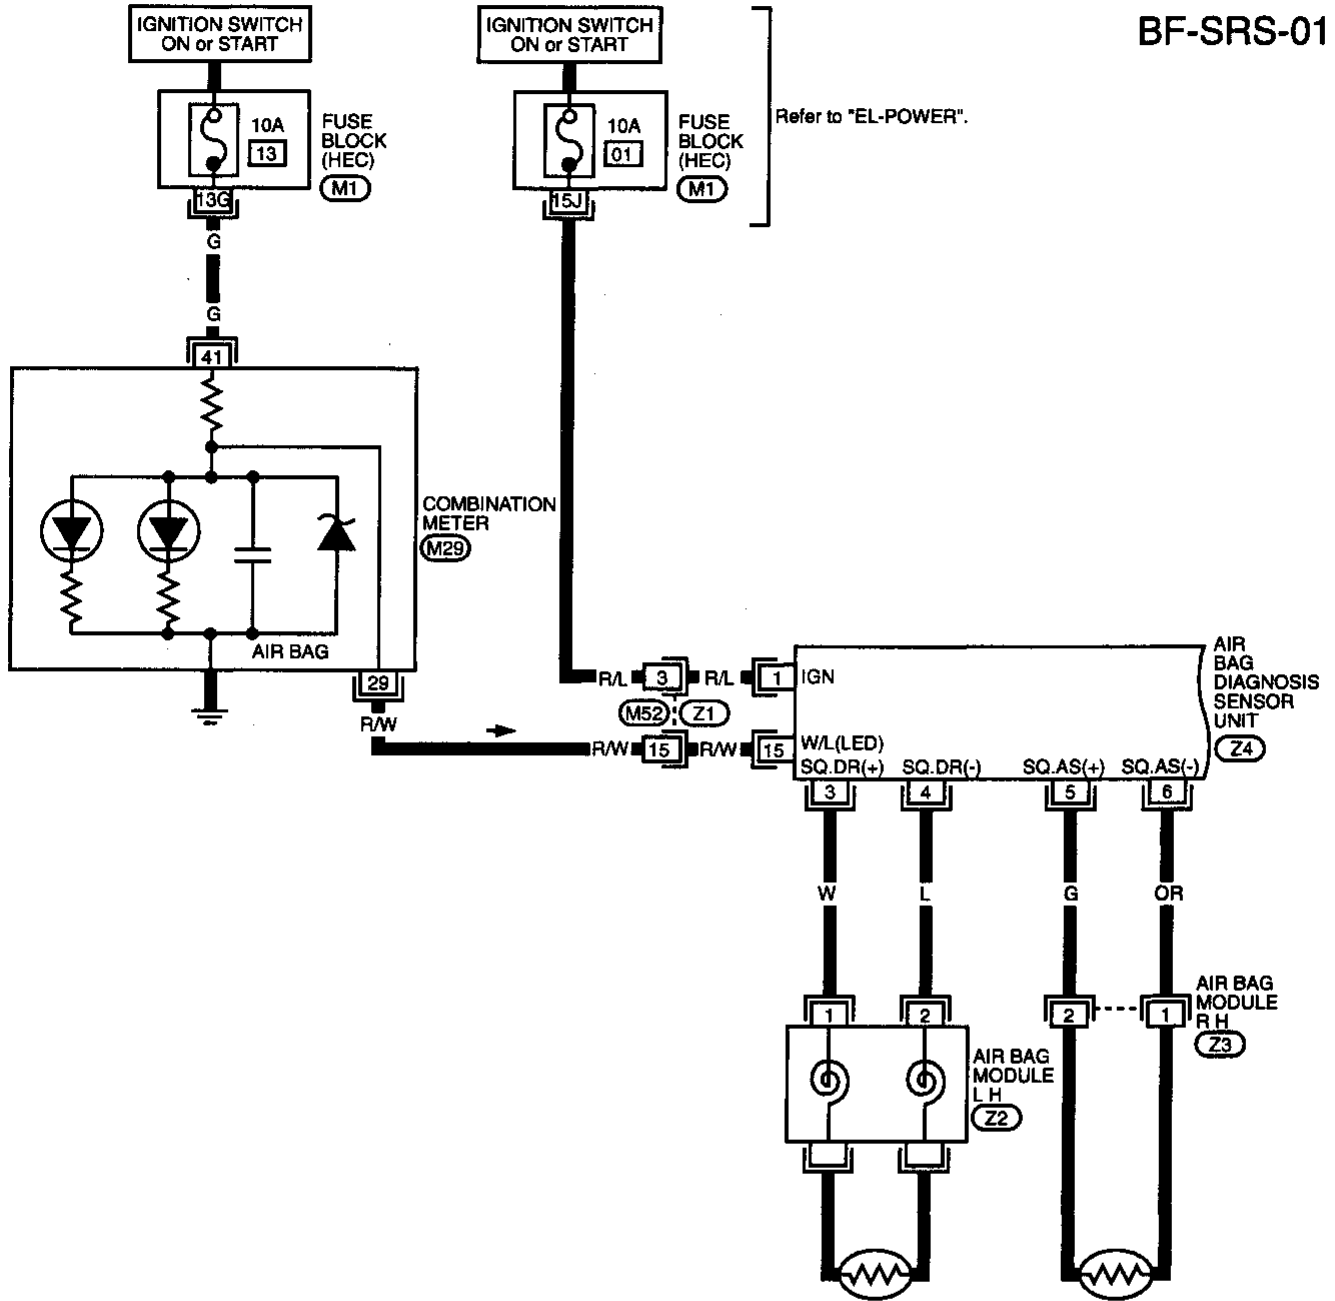 BF-SRS-01
IGNITION SWITCH
ON or START
IGNITION SWITCH
ON or START
Refer to "EL-POWER".
10A
13
FUSE
BLOCK
(HEC)
M1
10A
01
FUSE
BLOCK
(HEC)
M1
13G
15J
G
G
41
COMBINATION
METER
M29
AIR BAG
29
R/W
R/L
3
R/L
1
IGN
M52
Z1
R/W
15
R/W
15
W/L(LED)
AIR
BAG
DIAGNOSIS
SENSOR
UNIT
Z4
SQ.DR(+)
SQ.DR(-)
SQ.AS(+)
SQ.AS(-)
3
4
5
6
W
L
G
OR
1
2
2
1
AIR BAG
MODULE
R H
Z3
AIR BAG
MODULE
L H
Z2